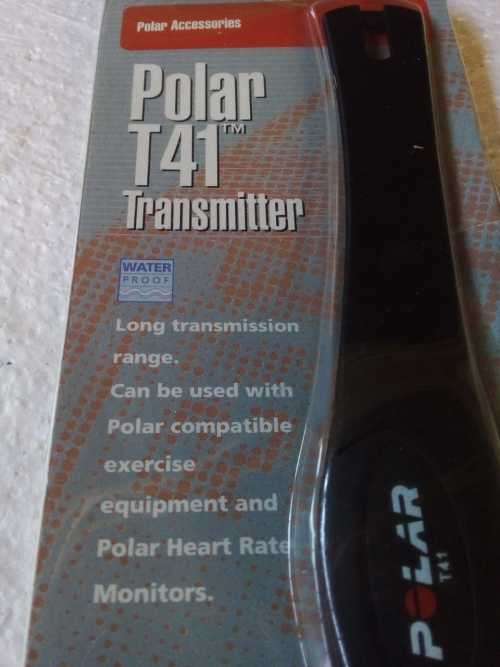 Polar Accessories
Polar
T41™
Transmitter
WATER
PROOF
Long transmission
range.
Can be used with
Polar compatible
exercise
equipment and
Polar Heart Rate
Monitors.
POLAR
T41